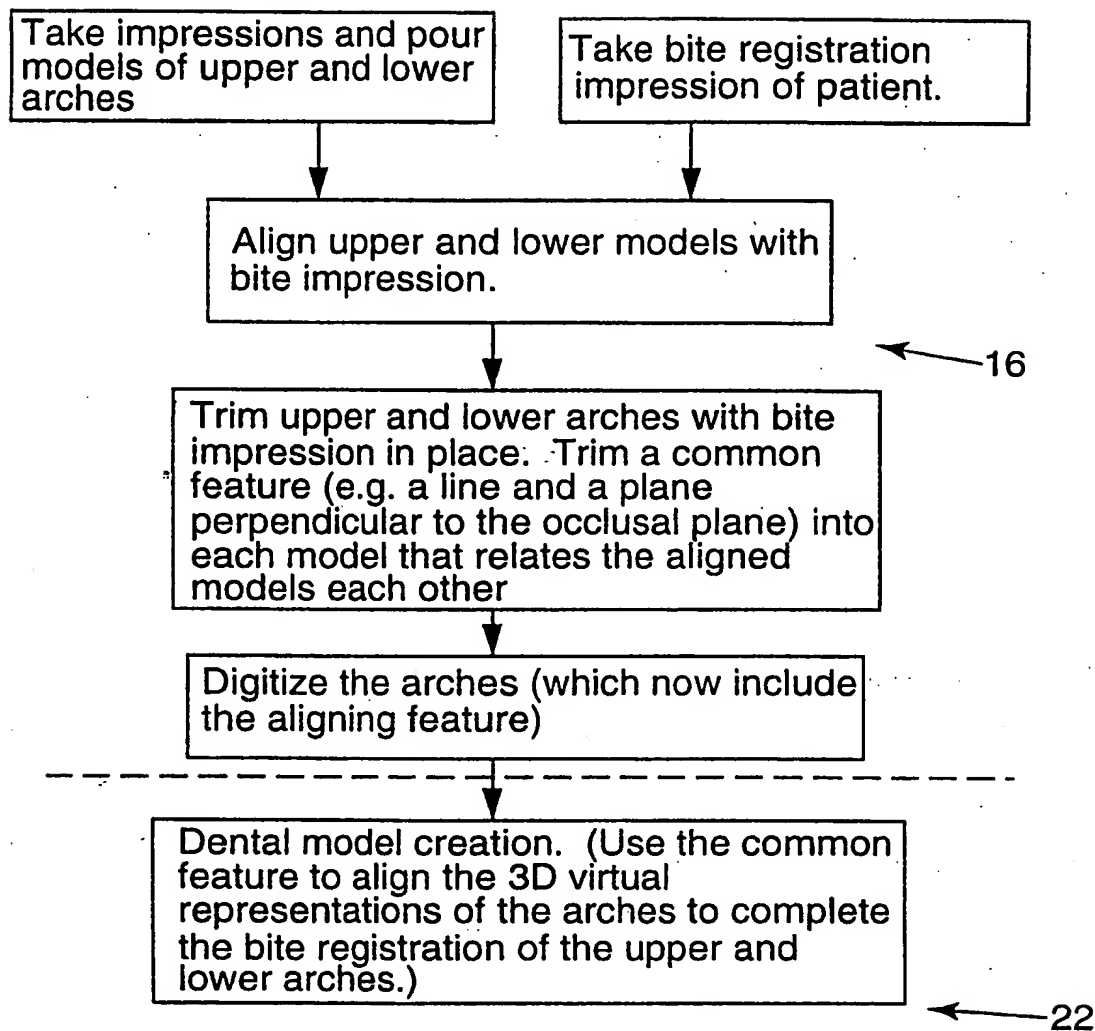 Take impressions and pour
models of upper and lower
arches
Take bite registration
impression of patient.
Align upper and lower models with
bite impression.
16
Trim upper and lower arches with bite
impression in place. Trim a common
feature (e.g. a line and a plane
perpendicular to the occlusal plane) into
each model that relates the aligned
models each other
Digitize the arches (which now include
the aligning feature)
Dental model creation. (Use the common
feature to align the 3D virtual
representations of the arches to complete
the bite registration of the upper and
lower arches.)
22